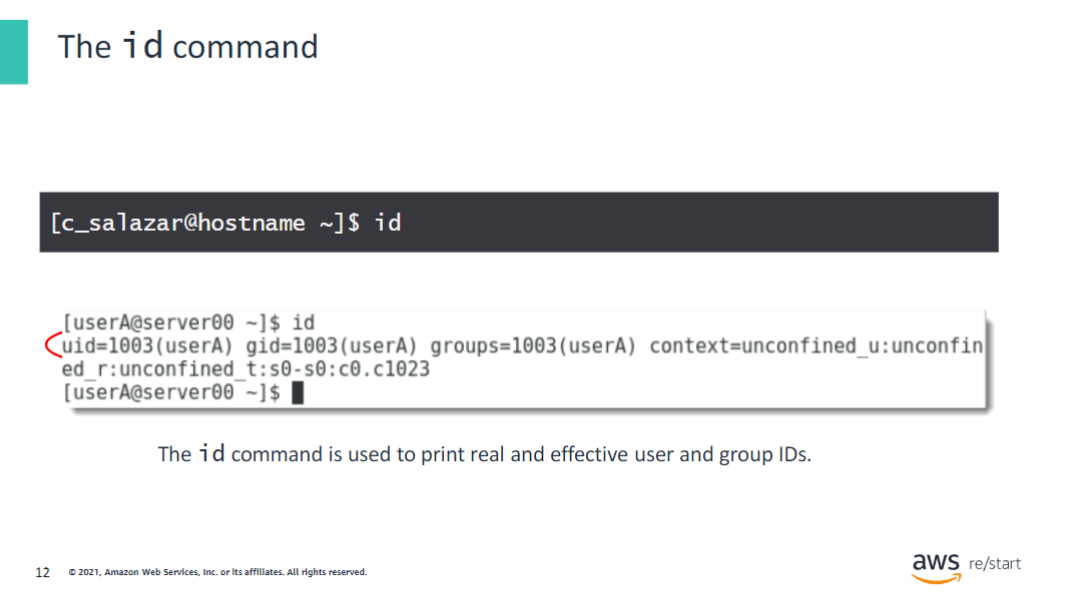 The id command
[c_salazar@hostname ~]$ id
[userA@server00 ~]$ id
uid=1003(userA) gid=1003(userA) groups=1003(userA) context=unconfined_u:unconfin
ed_r:unconfined_t:s0-s0:c0.c1023
[userA@server00 ~]$
The id command is used to print real and effective user and group IDs.
12
© 2021, Amazon Web Services, Inc. or its affiliates. All rights reserved.
aws re/start